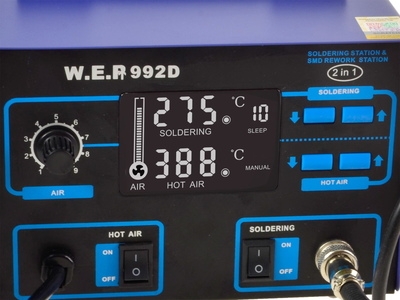 W.E.P 992D
SOLDERING STATION &
SMD REWORK STATION
2 in 1
275 °C 10
SOLDERING SLEEP
388 °C MANUAL
AIR HOT AIR
1 2 3 4 5 6 7 8 9
AIR
HOT AIR
HOT AIR
ON
OFF
SOLDERING
ON
OFF